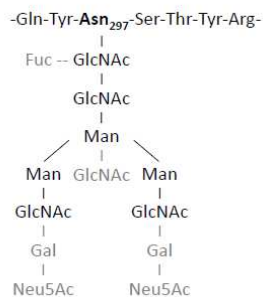 -Gln-Tyr-Asn297-Ser-Thr-Tyr-Arg-
Fuc -- GlcNAc
GlcNAc
Man
Man GlcNAc Man
GlcNAc GlcNAc
Gal Gal
Neu5Ac Neu5Ac